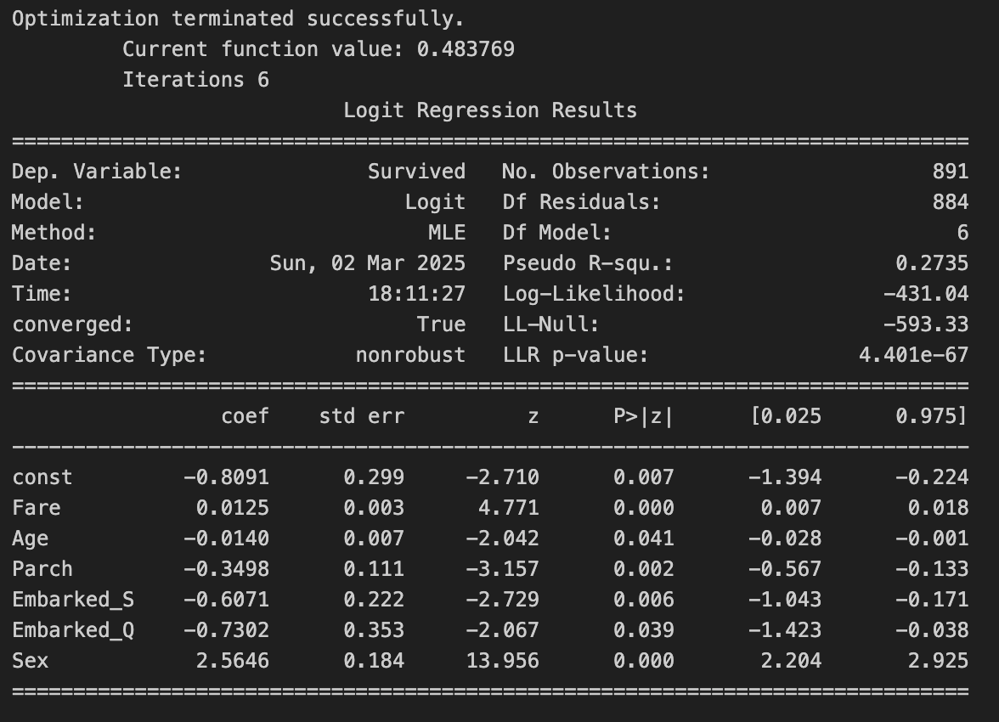 Optimization terminated successfully.
         Current function value: 0.483769
         Iterations 6
                           Logit Regression Results
==============================================================================
Dep. Variable:               Survived   No. Observations:                  891
Model:                          Logit   Df Residuals:                      884
Method:                           MLE   Df Model:                            6
Date:                Sun, 02 Mar 2025   Pseudo R-squ.:                  0.2735
Time:                        18:11:27   Log-Likelihood:                -431.04
converged:                       True   LL-Null:                       -593.33
Covariance Type:            nonrobust   LLR p-value:                 4.401e-67
==============================================================================
                 coef    std err          z      P>|z|      [0.025      0.975]
------------------------------------------------------------------------------
const         -0.8091      0.299     -2.710      0.007      -1.394      -0.224
Fare           0.0125      0.003      4.771      0.000       0.007       0.018
Age           -0.0140      0.007     -2.042      0.041      -0.028      -0.001
Parch         -0.3498      0.111     -3.157      0.002      -0.567      -0.133
Embarked_S    -0.6071      0.222     -2.729      0.006      -1.043      -0.171
Embarked_Q    -0.7302      0.353     -2.067      0.039      -1.423      -0.038
Sex            2.5646      0.184     13.956      0.000       2.204       2.925
==============================================================================